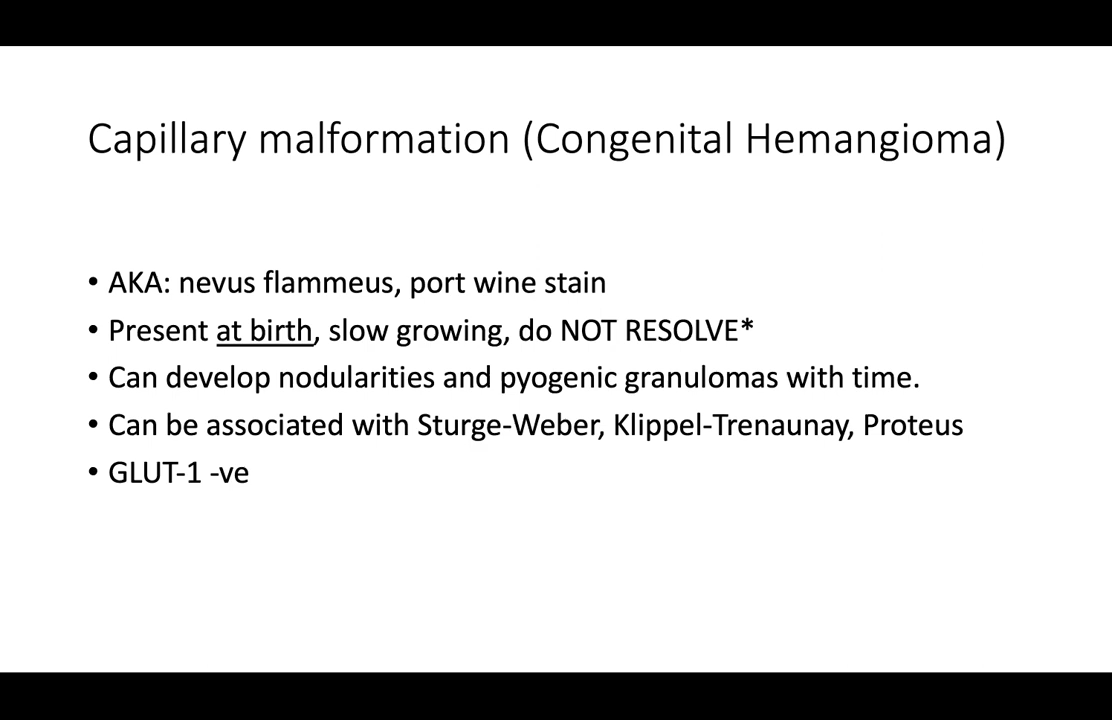 Capillary malformation (Congenital Hemangioma)
• AKA: nevus flammeus, port wine stain
• Present at birth, slow growing, do NOT RESOLVE*
• Can develop nodularities and pyogenic granulomas with time.
• Can be associated with Sturge-Weber, Klippel-Trenaunay, Proteus
• GLUT-1 -ve